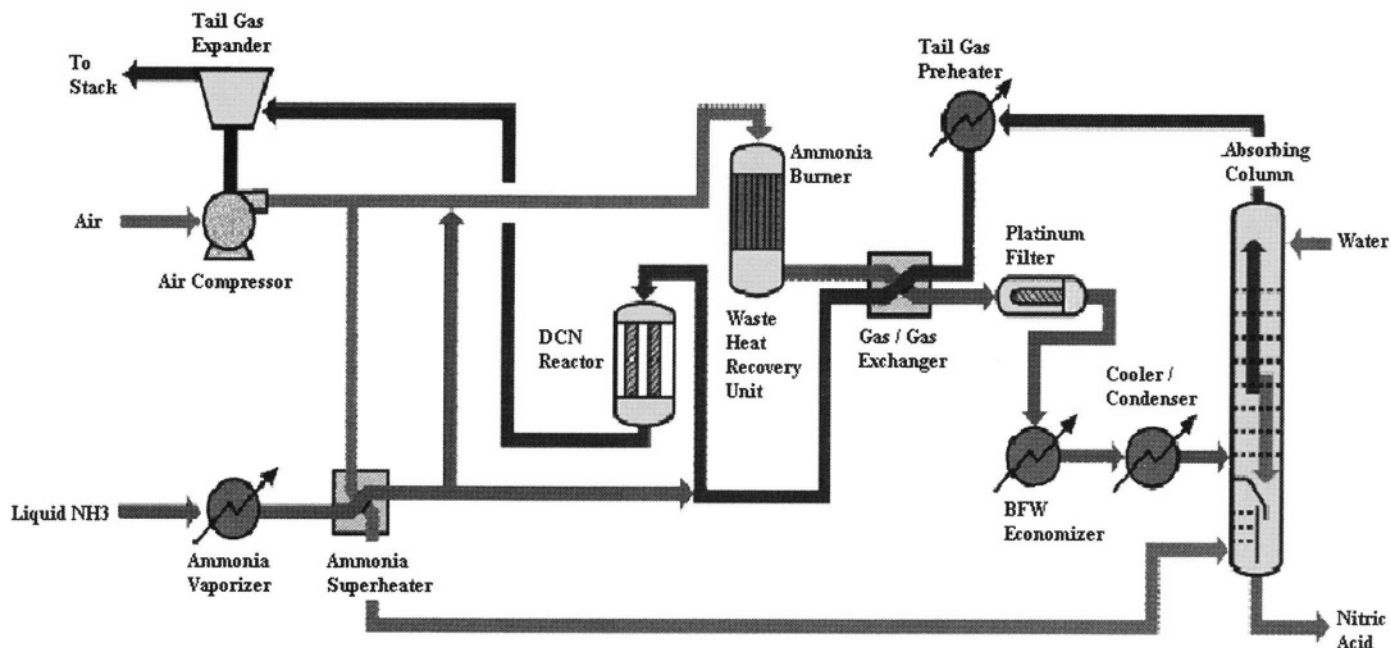 Tail Gas
Expander
To
Stack
Tail Gas
Preheater
Ammonia
Burner
Absorbing
Column
Air
Air Compressor
Platinum
Filter
Water
DCN
Reactor
Waste
Heat
Recovery
Unit
Gas / Gas
Exchanger
Cooler /
Condenser
Liquid NH3
BFW
Economizer
Ammonia
Vaporizer
Ammonia
Superheater
Nitric
Acid